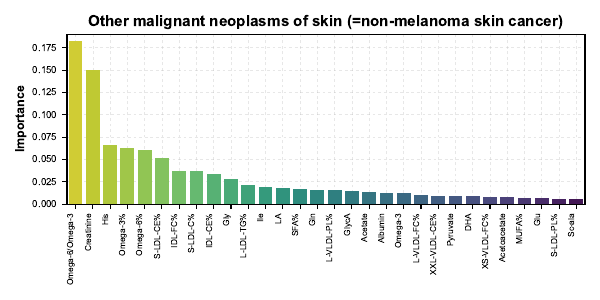 Other malignant neoplasms of skin (=non-melanoma skin cancer)
Importance
0.175
0.150
0.125
0.100
0.075
0.050
0.025
0.000
Omega-6/Omega-3
Creatinine
His
Omega-3%
Omega-6%
S-LDL-CE%
IDL-FC%
S-LDL-C%
IDL-CE%
Gly
L-LDL-TG%
Ile
LA
SFA%
Gln
L-VLDL-PL%
GlycA
Acetate
Albumin
Omega-3
L-VLDL-FC%
XXL-VLDL-CE%
Pyruvate
DHA
XS-VLDL-FC%
Acetoacetate
MUFA%
Glu
S-LDL-PL%